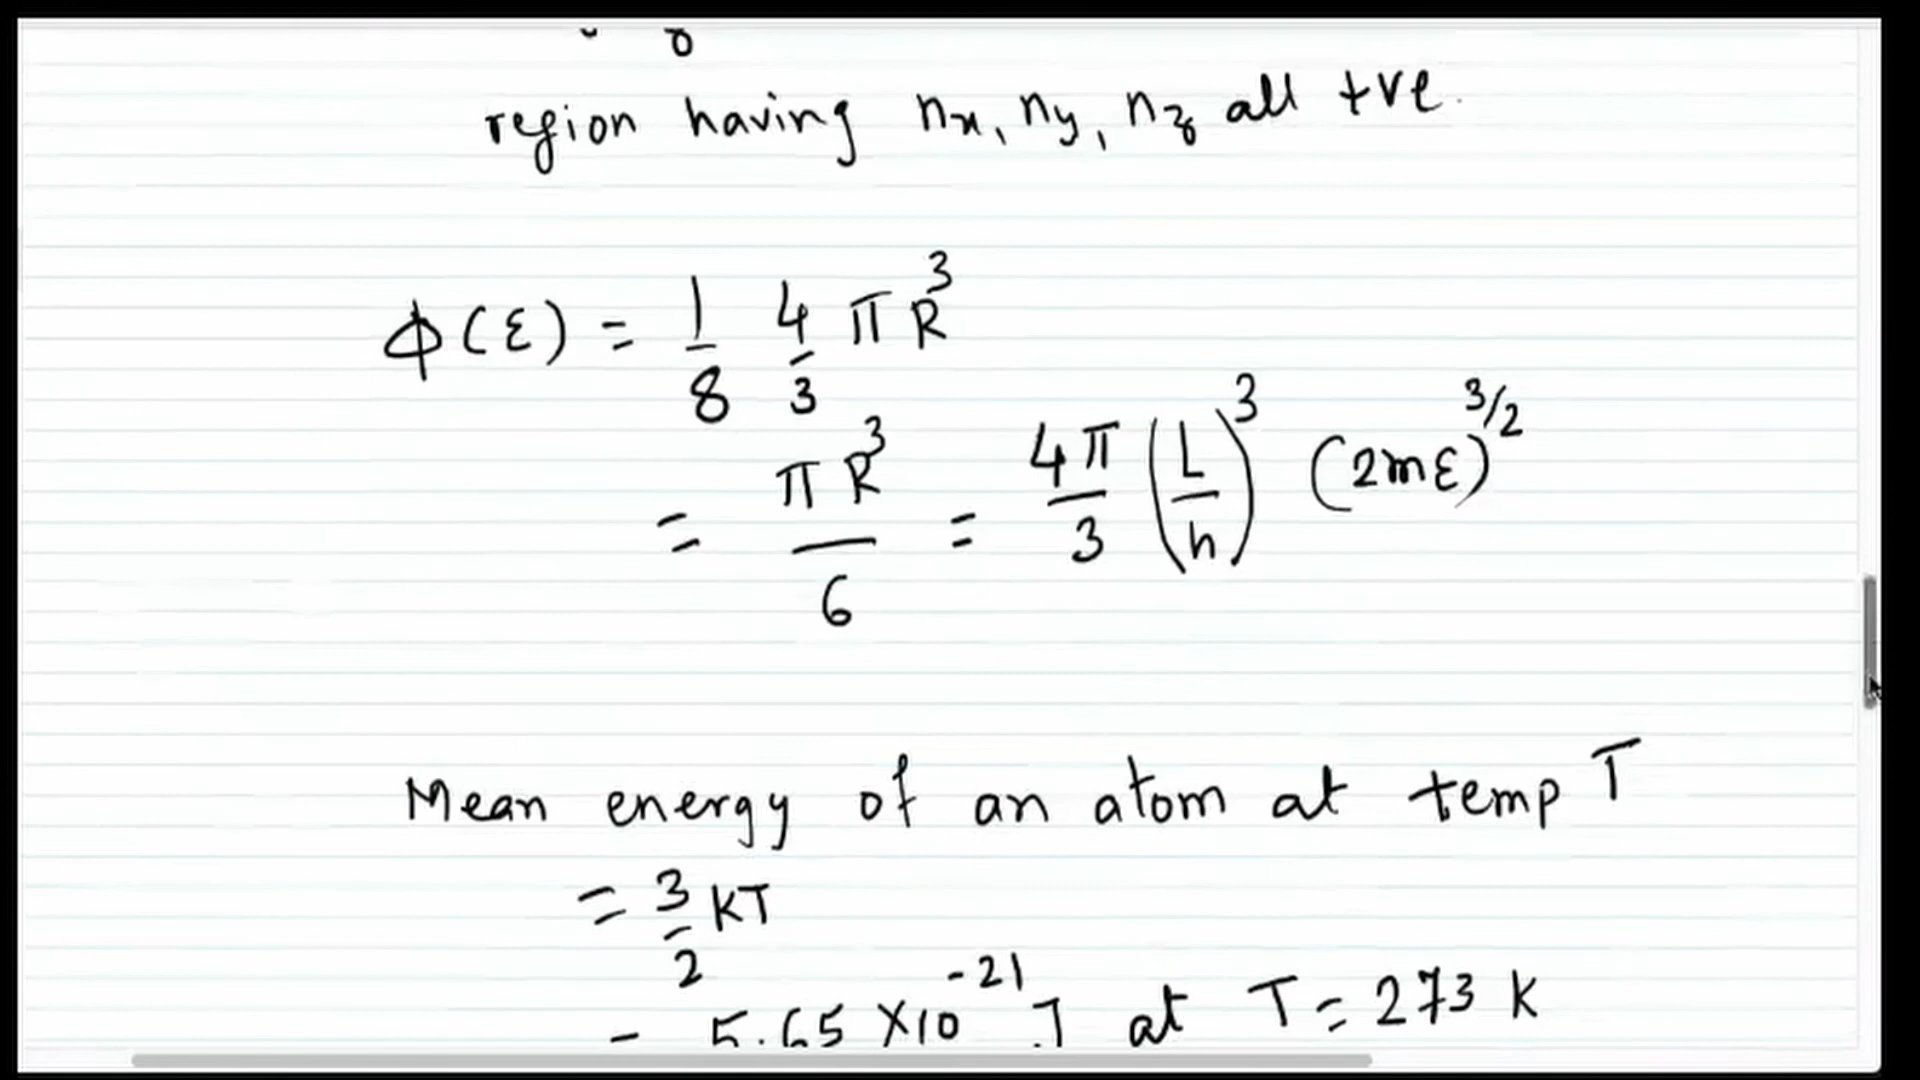 region having nx, ny, nz all +ve.
ϕ(ε) = 1/8 4/3 π R³
= πR³/6 = 4π/3 (L/h)³ (2mε)^3/2
Mean energy of an atom at temp T
= 3/2 KT
= 5.65 X10^-21 J at T = 273 K